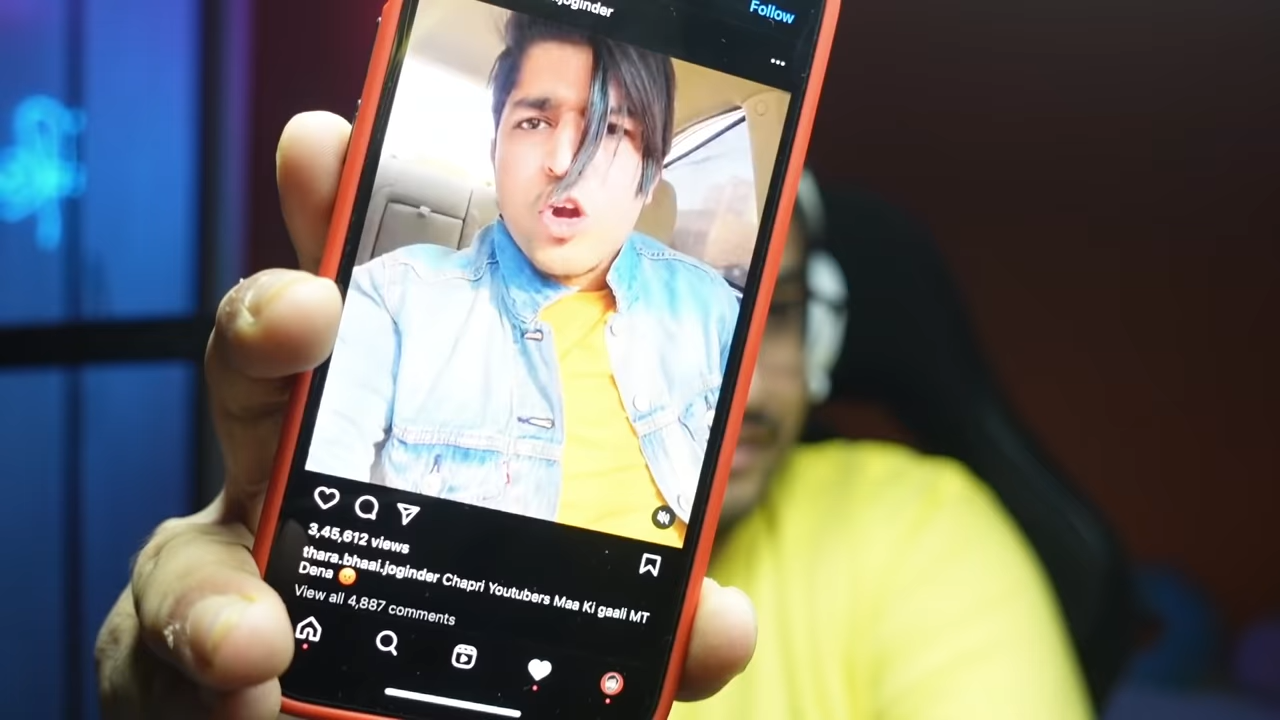 .joginder
Follow
3,45,612 views
thara.bhaai.joginder Chapri Youtubers Maa Ki gaali MT
Dena 😡
View all 4,887 comments